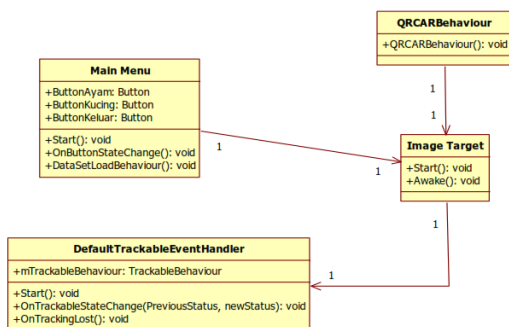 QRCARBehaviour
+QRCARBehaviour(): void
Main Menu
+ButtonAyam: Button
+ButtonKucing: Button
+ButtonKeluar: Button
+Start(): void
+OnButtonStateChange(): void
+DataSetLoadBehaviour(): void
1
1
1
1
Image Target
+Start(): void
+Awake(): void
1
1
DefaultTrackableEventHandler
+mTrackableBehaviour: TrackableBehaviour
+Start(): void
+OnTrackableStateChange(PreviousStatus, newStatus): void
+OnTrackingLost(): void